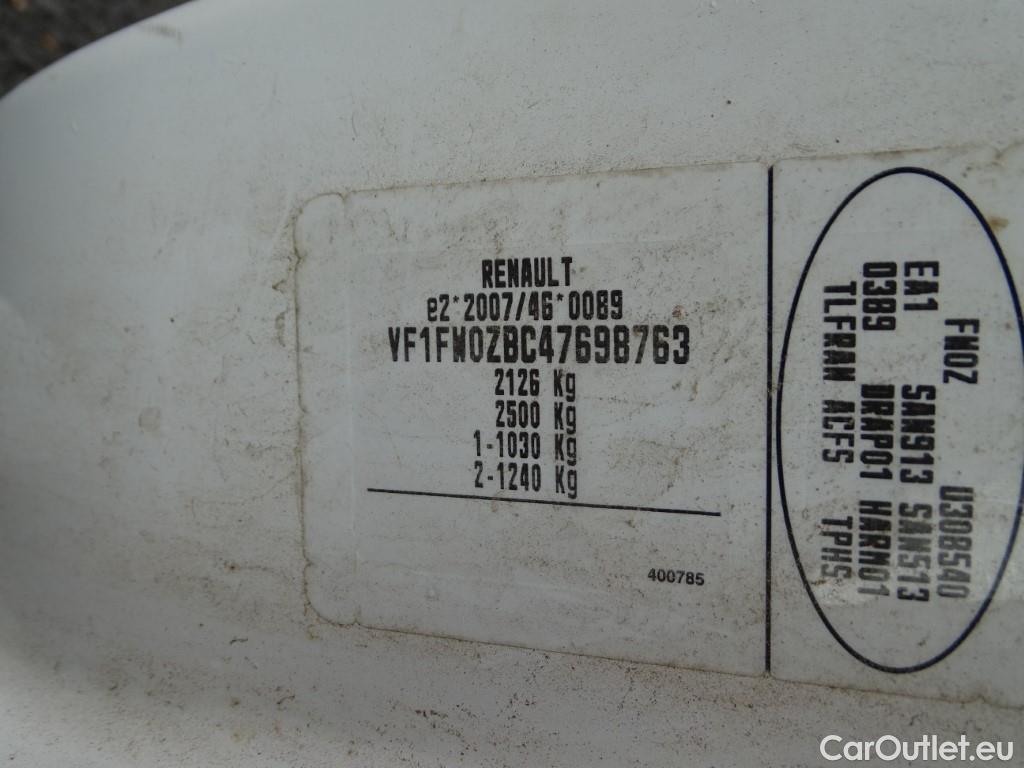 RENAULT
e2*2007/46*0089
VF1FW0ZBC47698763
2126 Kg
2500 Kg
1-1030 Kg
2-1240 Kg
400785
FW0Z U308540
EA1 SAN913 SAN513
0389 DRAP01 HARM01
TLFRAN ACFS TPHS
CarOutlet.eu